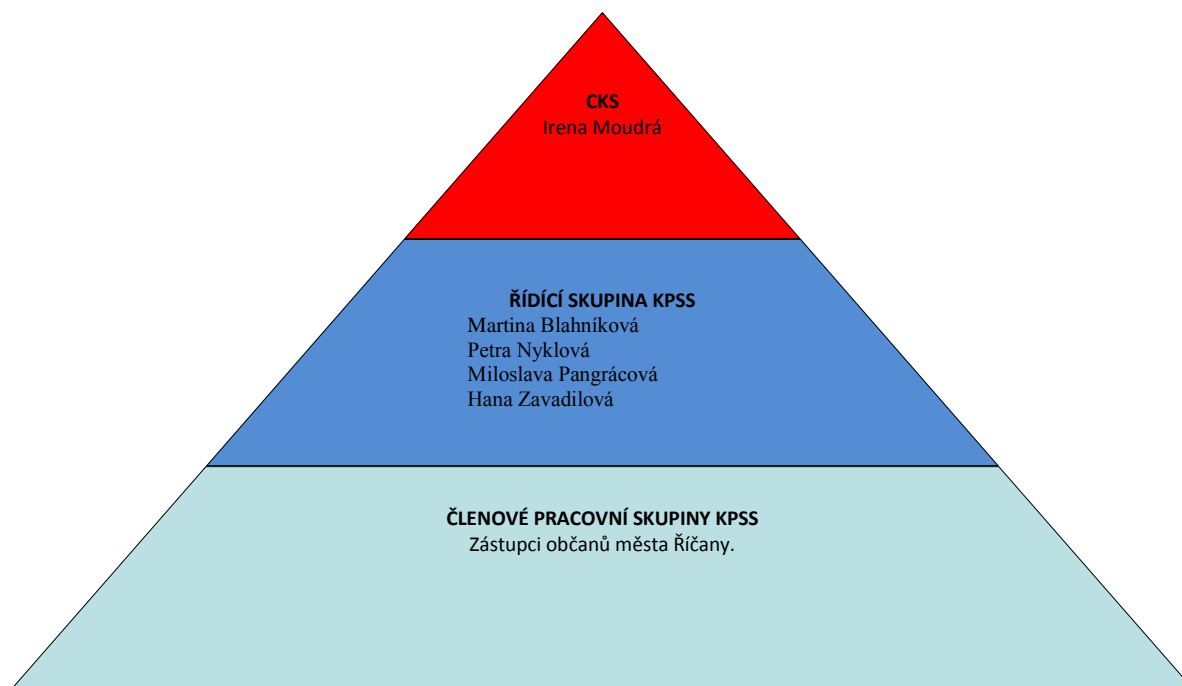 CKS
Irena Moudrá
ŘÍDÍCÍ SKUPINA KPSS
Martina Blahníková
Petra Nyklová
Miloslava Pangrácová
Hana Zavadilová
ČLENOVÉ PRACOVNÍ SKUPINY KPSS
Zástupci občanů města Říčany.